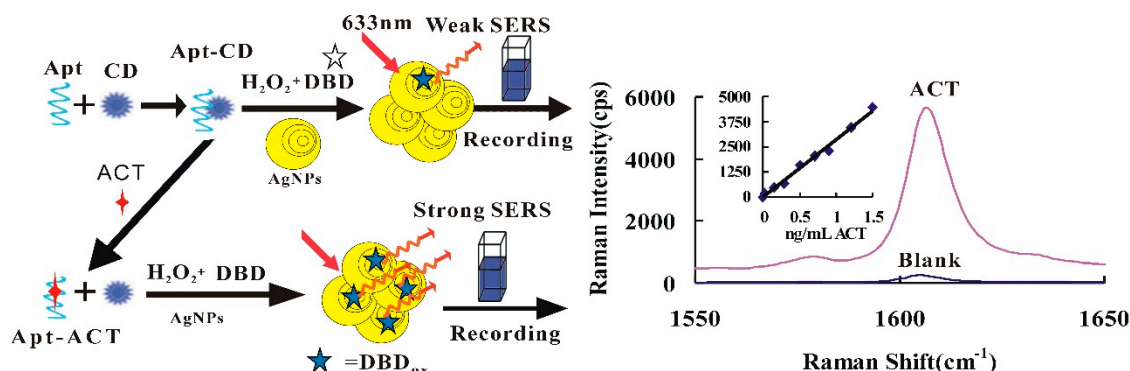 Apt
CD
Apt-CD
H₂O₂+DBD
AgNPs
633nm
Weak SERS
Recording
ACT
Apt-ACT
H₂O₂+ DBD
AgNPs
Strong SERS
Recording
=DBDox
Raman Intensity(cps)
6000
4000
2000
0
1550
1600
1650
Raman Shift(cm⁻¹)
ACT
Blank
5000
3750
2500
1250
0
0
0.5
1
1.5
ng/mL ACT